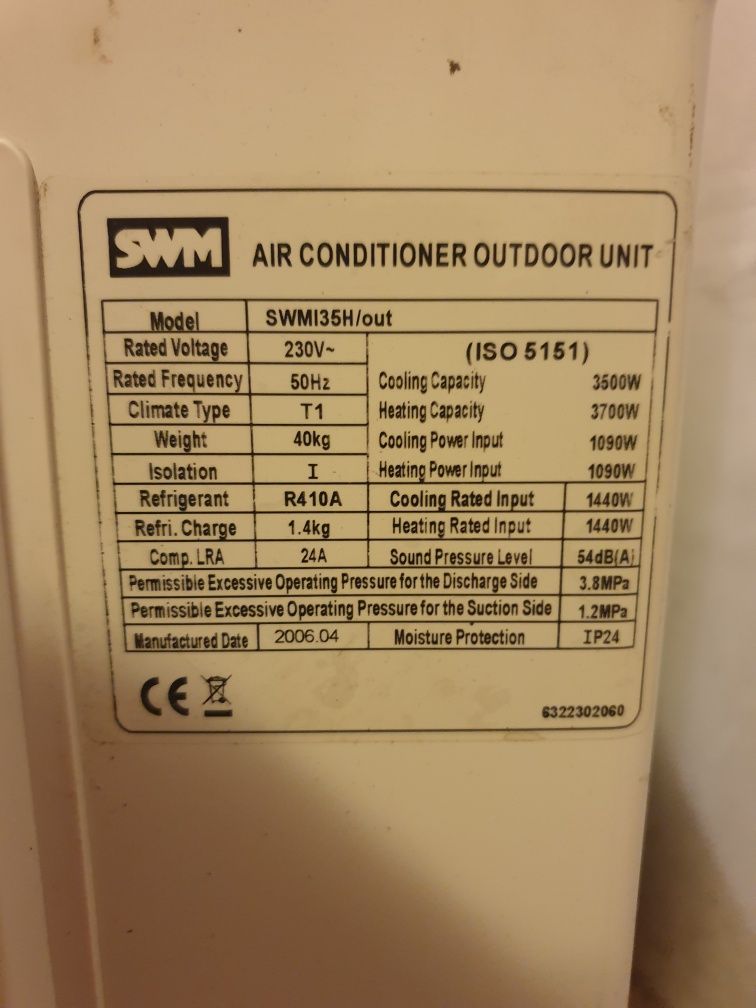 SWM AIR CONDITIONER OUTDOOR UNIT
Model SWMI35H/out
Rated Voltage 230V~ (ISO 5151)
Rated Frequency 50Hz Cooling Capacity 3500W
Climate Type T1 Heating Capacity 3700W
Weight 40kg Cooling Power Input 1090W
Isolation I Heating Power Input 1090W
Refrigerant R410A Cooling Rated Input 1440W
Refri. Charge 1.4kg Heating Rated Input 1440W
Comp. LRA 24A Sound Pressure Level 54dB(A)
Permissible Excessive Operating Pressure for the Discharge Side 3.8MPa
Permissible Excessive Operating Pressure for the Suction Side 1.2MPa
Manufactured Date 2006.04 Moisture Protection IP24
CE 6322302060